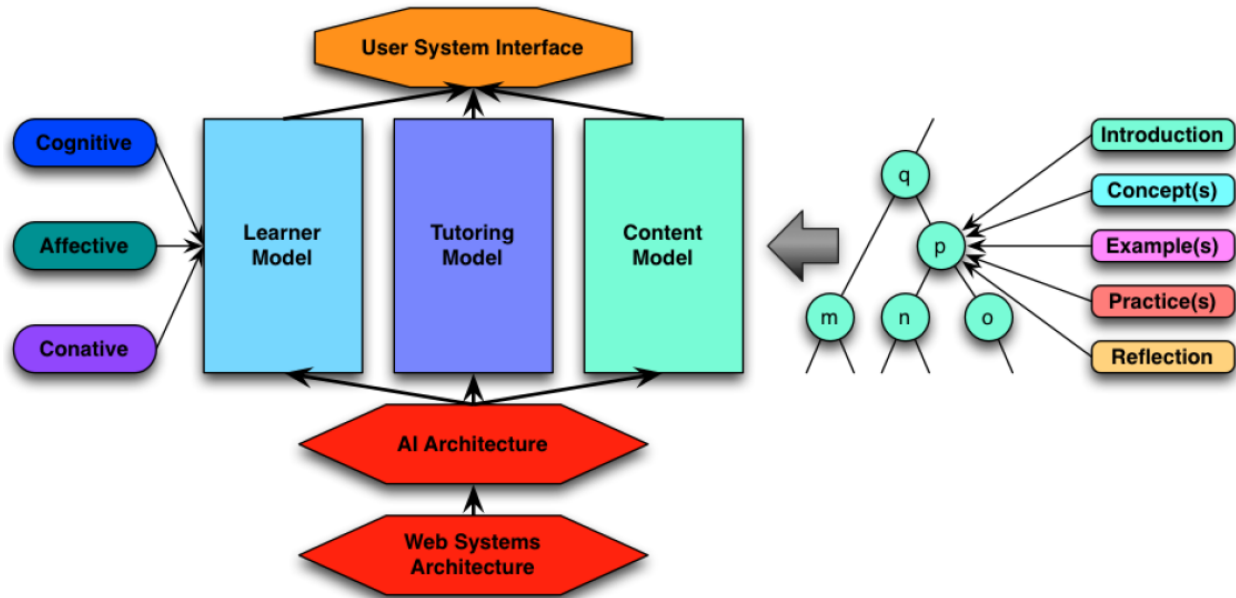 User System Interface
Cognitive
Affective
Conative
Learner
Model
Tutoring
Model
Content
Model
q
p
m
n
o
Introduction
Concept(s)
Example(s)
Practice(s)
Reflection
AI Architecture
Web Systems
Architecture